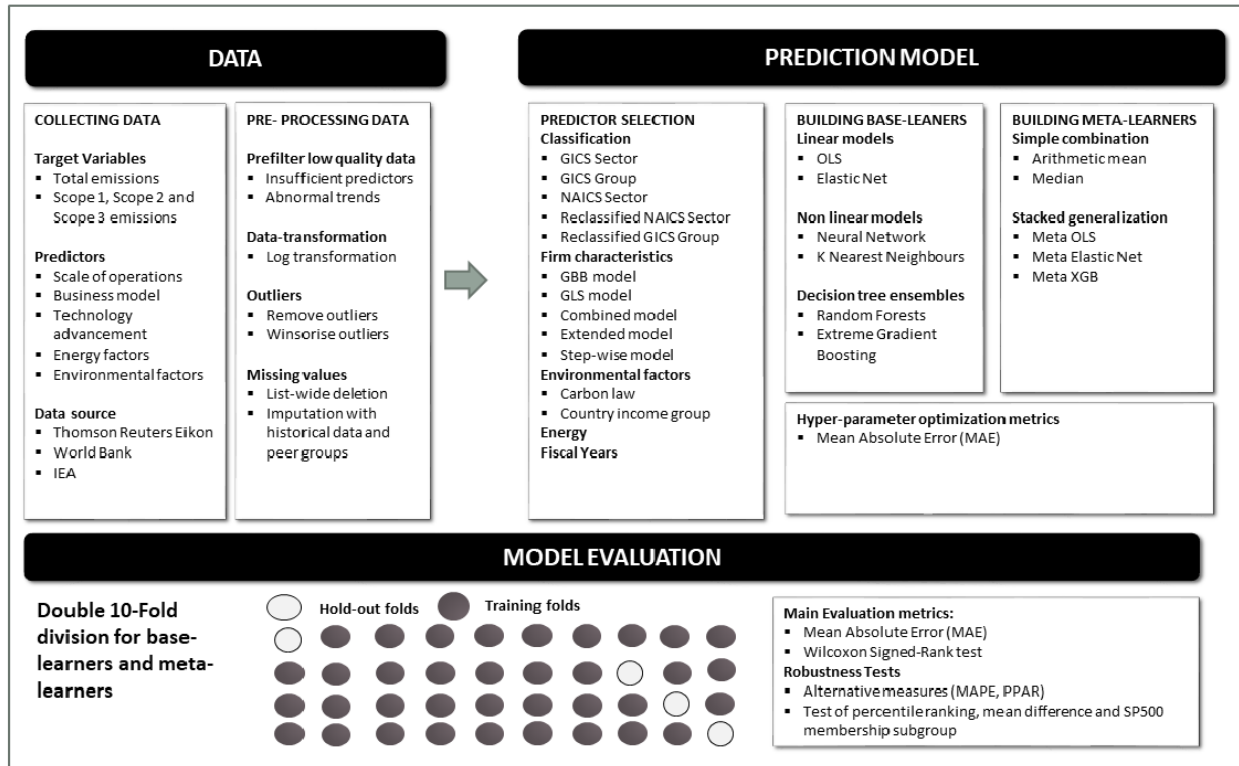 DATA
COLLECTING DATA
Target Variables
▪ Total emissions
▪ Scope 1, Scope 2 and
Scope 3 emissions
Predictors
▪ Scale of operations
▪ Business model
▪ Technology
advancement
▪ Energy factors
▪ Environmental factors
Data source
▪ Thomson Reuters Eikon
▪ World Bank
▪ IEA
PRE- PROCESSING DATA
Prefilter low quality data
▪ Insufficient predictors
▪ Abnormal trends
Data-transformation
▪ Log transformation
Outliers
▪ Remove outliers
▪ Winsorise outliers
Missing values
▪ List-wide deletion
▪ Imputation with
historical data and
peer groups
PREDICTION MODEL
PREDICTOR SELECTION
Classification
▪ GICS Sector
▪ GICS Group
▪ NAICS Sector
▪ Reclassified NAICS Sector
▪ Reclassified GICS Group
Firm characteristics
▪ GBB model
▪ GLS model
▪ Combined model
▪ Extended model
▪ Step-wise model
Environmental factors
▪ Carbon law
▪ Country income group
Energy
Fiscal Years
BUILDING BASE-LEANERS
Linear models
▪ OLS
▪ Elastic Net
Non linear models
▪ Neural Network
▪ K Nearest Neighbours
Decision tree ensembles
▪ Random Forests
▪ Extreme Gradient
Boosting
BUILDING META-LEARNERS
Simple combination
▪ Arithmetic mean
▪ Median
Stacked generalization
▪ Meta OLS
▪ Meta Elastic Net
▪ Meta XGB
Hyper-parameter optimization metrics
▪ Mean Absolute Error (MAE)
MODEL EVALUATION
Double 10-Fold
division for base-
learners and meta-
learners
Hold-out folds
Training folds
Main Evaluation metrics:
▪ Mean Absolute Error (MAE)
▪ Wilcoxon Signed-Rank test
Robustness Tests
▪ Alternative measures (MAPE, PPAR)
▪ Test of percentile ranking, mean difference and SP500
membership subgroup